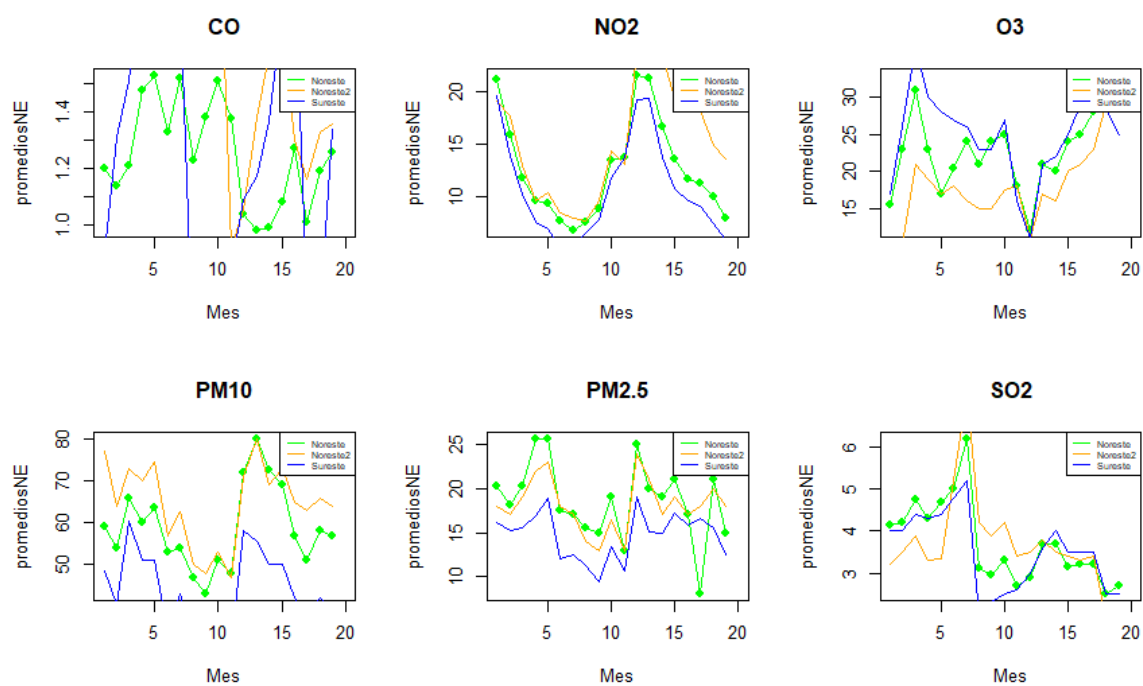 CO
NO2
O3
promediosNE
1.0 1.2 1.4
Noreste
Noreste2
Sureste
5 10 15 20
Mes
promediosNE
10 15 20
Noreste
Noreste2
Sureste
5 10 15 20
Mes
promediosNE
15 20 25 30
Noreste
Noreste2
Sureste
5 10 15 20
Mes
PM10
PM2.5
SO2
promediosNE
50 60 70 80
Noreste
Noreste2
Sureste
5 10 15 20
Mes
promediosNE
10 15 20 25
Noreste
Noreste2
Sureste
5 10 15 20
Mes
promediosNE
3 4 5 6
Noreste
Noreste2
Sureste
5 10 15 20
Mes